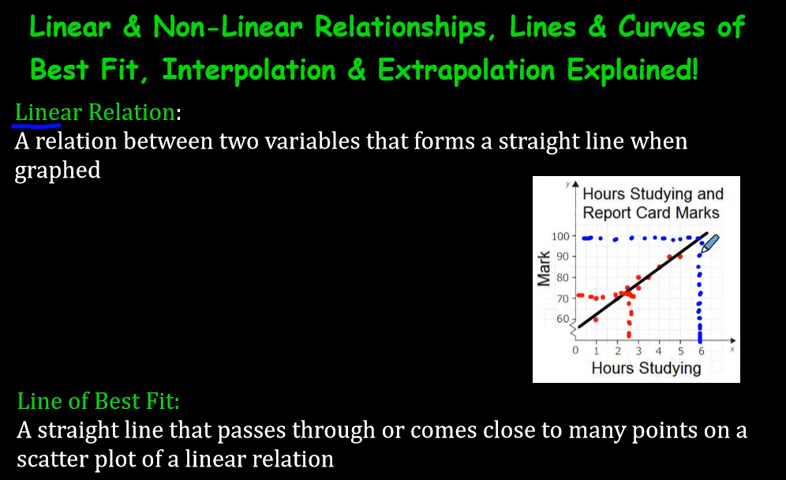 Linear & Non-Linear Relationships, Lines & Curves of
Best Fit, Interpolation & Extrapolation Explained!
Linear Relation:
A relation between two variables that forms a straight line when
graphed
y
Hours Studying and
Report Card Marks
Mark
100
90
80
70
60
0 1 2 3 4 5 6 x
Hours Studying
Line of Best Fit:
A straight line that passes through or comes close to many points on a
scatter plot of a linear relation